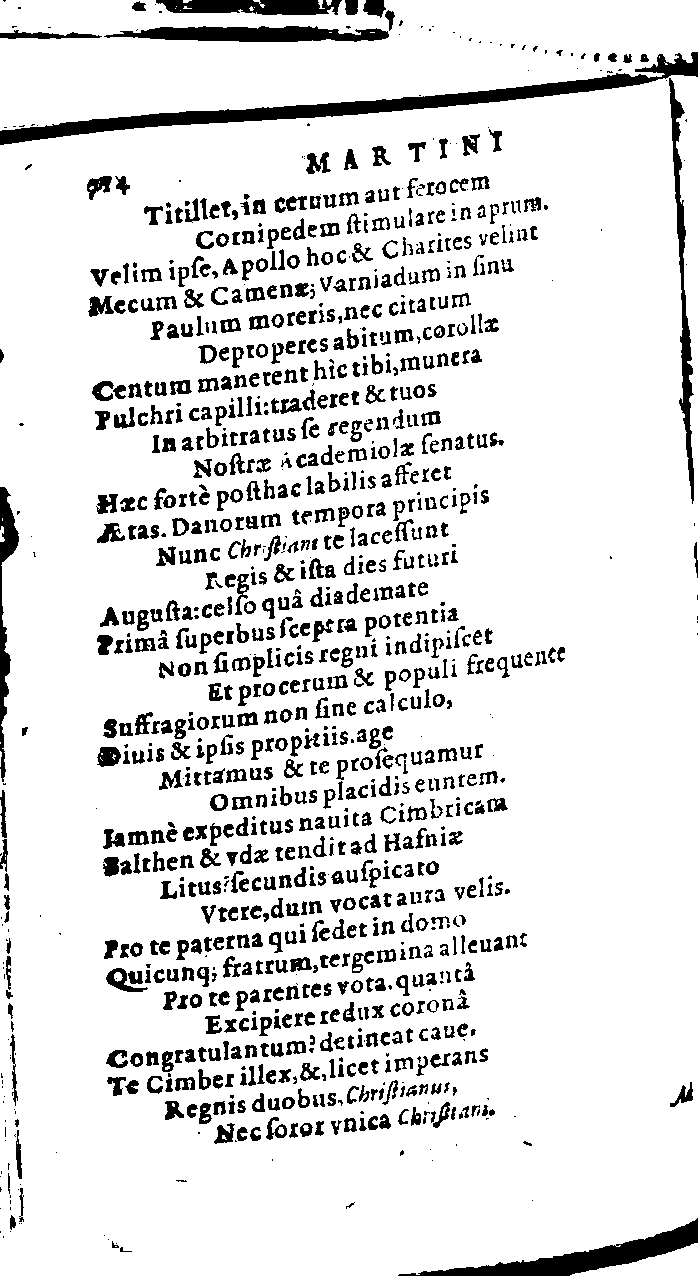 974 MARTINI
Titillet, in ceruum aut ferocem
Cornipedem ſtimulare in aprum.
Velim ipſe, Apollo hoc & Charites velint
Mecum & Camenæ; Varniadum in ſinu
Paulum moreris, nec citatum
Deproperes abitum, corollæ
Centum manerent hìc tibi, munera
Pulchri capilli: traderet & tuos
In arbitratus ſe regendum
Noſtræ Academiolæ ſenatus.
Hæc fortè poſthac labilis afferet
Ætas. Danorum tempora principis
Nunc Chriſtiani te laceſſunt
Regis & iſta dies futuri
Auguſta: celſo quâ diademate
Primâ ſuperbus ſceptra potentia
Non ſimplicis regni indipiſcet
Et procerum & populi frequente
Suffragiorum non ſine calculo,
Diuis & ipſis propitiis. age
Mittamus & te proſequamur
Omnibus placidis euntem.
Jamnè expeditus nauita Cimbricam
Balthen & vdæ tendit ad Hafniæ
Litus? ſecundis auſpicato
Vtere, dum vocat aura velis.
Pro te paterna qui ſedet in domo
Quicunq; fratrum, tergemina alleuant
Pro te parentes vota. quantâ
Excipiere redux coronâ
Congratulantum? detineat caue.
Te Cimber illex, &, licet imperans
Regnis duobus, Chriſtianus,
Nec ſoror vnica Chriſtiani.